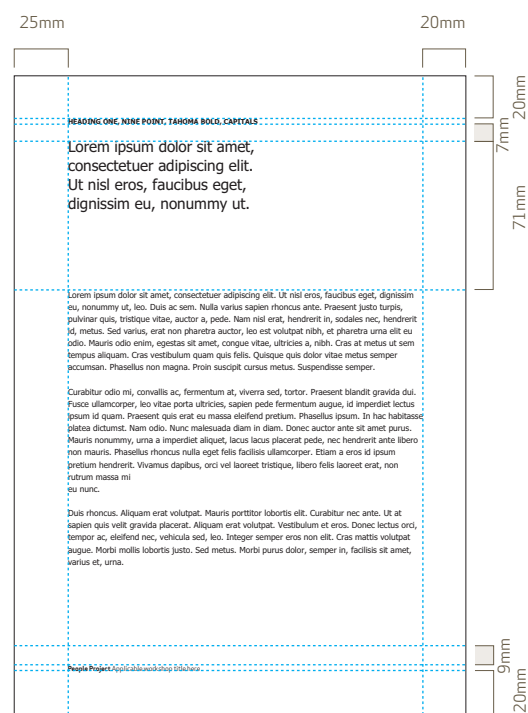 25mm
20mm
20mm
HEADING ONE, NINE POINT, TAHOMA BOLD, CAPITALS
7mm
Lorem ipsum dolor sit amet,
consectetuer adipiscing elit.
Ut nisl eros, faucibus eget,
dignissim eu, nonummy ut.
71mm
Lorem ipsum dolor sit amet, consectetuer adipiscing elit. Ut nisl eros, faucibus eget, dignissim
eu, nonummy ut, leo. Duis ac sem. Nulla varius sapien rhoncus ante. Praesent justo turpis,
pulvinar quis, tristique vitae, auctor a, pede. Nam nisl erat, hendrerit in, sodales nec, hendrerit
id, metus. Sed varius, erat non pharetra auctor, leo est volutpat nibh, et pharetra urna elit eu
odio. Mauris odio enim, egestas sit amet, congue vitae, ultricies a, nibh. Cras at metus ut sem
tempus aliquam. Cras vestibulum quam quis felis. Quisque quis dolor vitae metus semper
accumsan. Phasellus non magna. Proin suscipit cursus metus. Suspendisse semper.
Curabitur odio mi, convallis ac, fermentum at, viverra sed, tortor. Praesent blandit gravida dui.
Fusce ullamcorper, leo vitae porta ultricies, sapien pede fermentum augue, id imperdiet lectus
ipsum id quam. Praesent quis erat eu massa eleifend pretium. Phasellus ipsum. In hac habitasse
platea dictumst. Nam odio. Nunc malesuada diam in diam. Donec auctor ante sit amet purus.
Mauris nonummy, urna a imperdiet aliquet, lacus lacus placerat pede, nec hendrerit ante libero
non mauris. Phasellus rhoncus nulla eget felis facilisis ullamcorper. Etiam a eros id ipsum
pretium hendrerit. Vivamus dapibus, orci vel laoreet tristique, libero felis laoreet erat, non
rutrum massa mi
eu nunc.
Duis rhoncus. Aliquam erat volutpat. Mauris porttitor lobortis elit. Curabitur nec ante. Ut at
sapien quis velit gravida placerat. Aliquam erat volutpat. Vestibulum et eros. Donec lectus orci,
tempor ac, eleifend nec, vehicula sed, leo. Integer semper eros non elit. Cras mattis volutpat
augue. Morbi mollis lobortis justo. Sed metus. Morbi purus dolor, semper in, facilisis sit amet,
varius et, urna.
9mm
People Project Applicable workshop title here
20mm